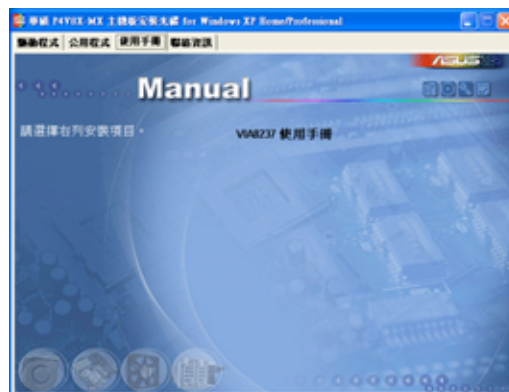 華碩 P4V8X-MX 主機板安裝光碟 for Windows XP Home/Professional
驅動程式 公用程式 使用手冊 聯絡資訊
ASUS
Manual
請選擇右列安裝項目。
VIA8237 使用手冊